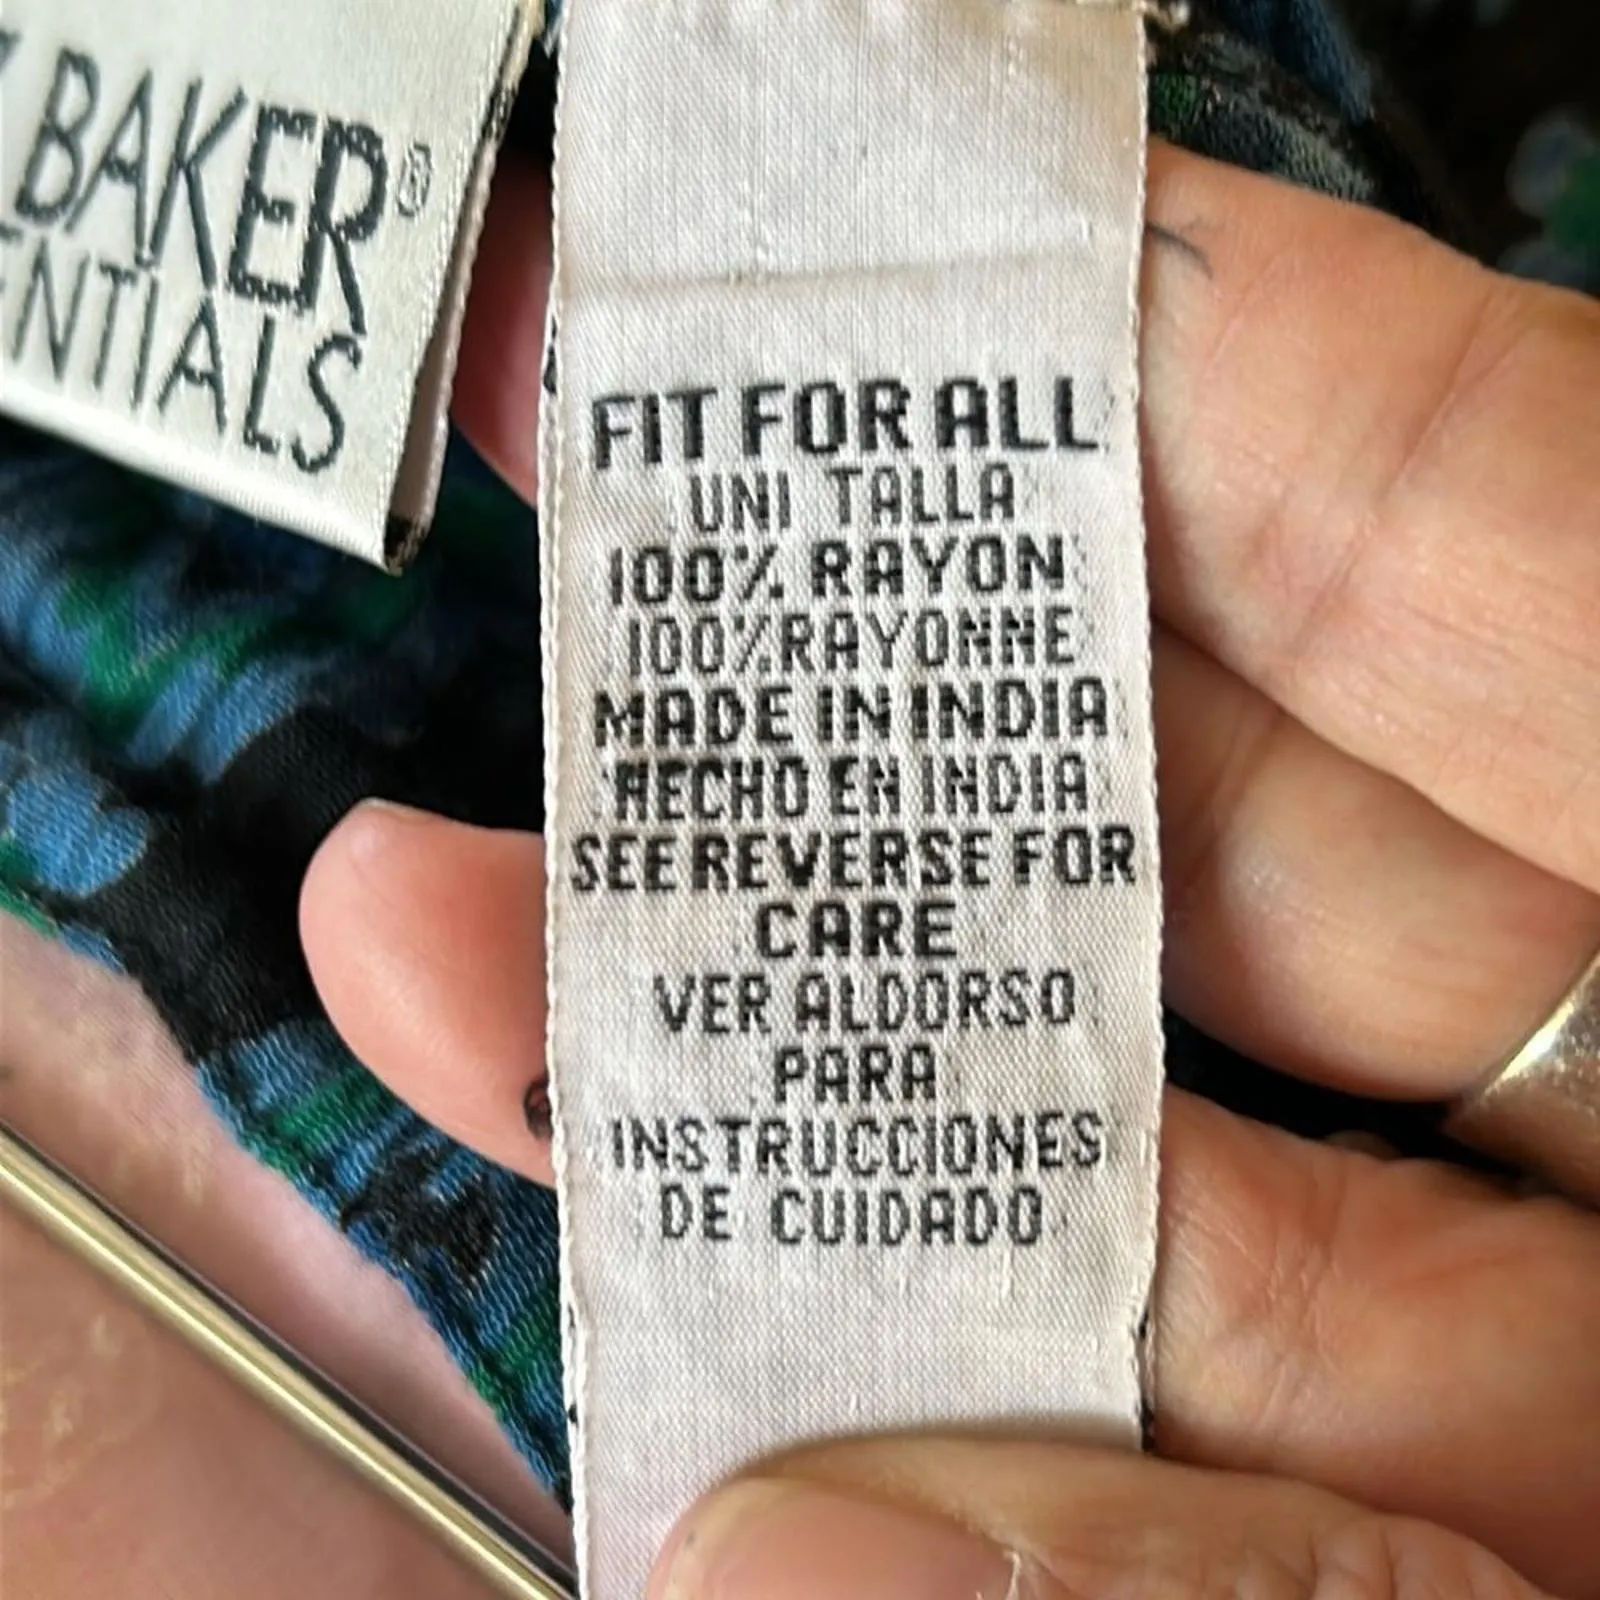 BAKER®
ENTIALS
FIT FOR ALL
UNI TALLA
100% RAYON
100%RAYONNE
MADE IN INDIA
HECHO EN INDIA
SEE REVERSE FOR
CARE
VER ALDORSO
PARA
INSTRUCCIONES
DE CUIDADO